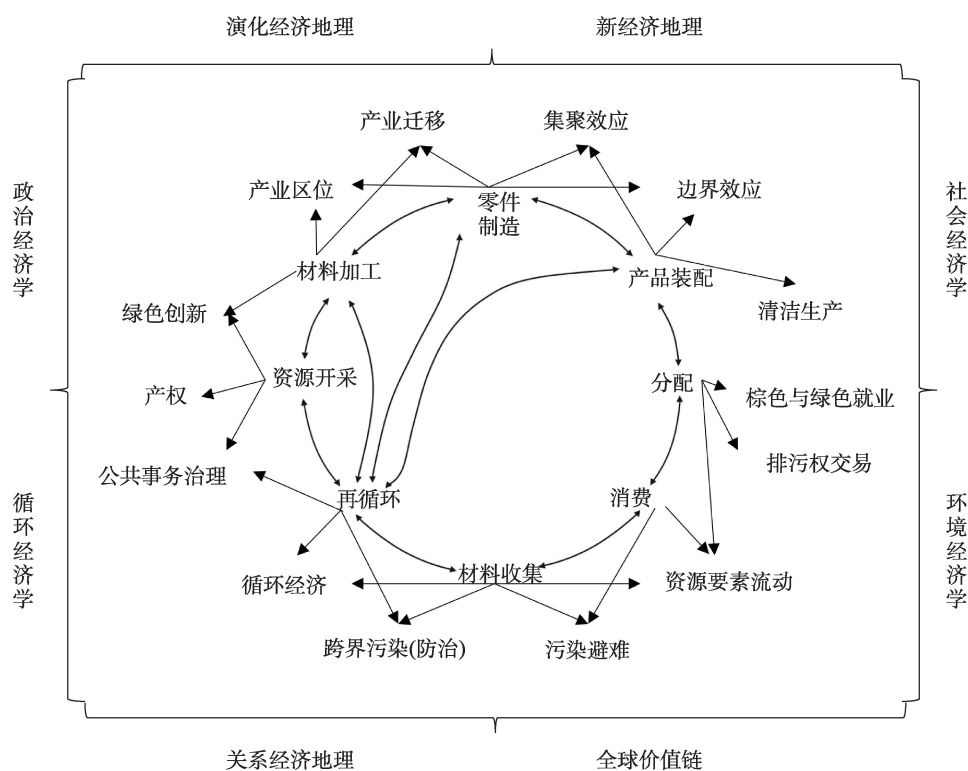 演化经济地理
新经济地理
产业迁移
集聚效应
政治经济学
产业区位
零件
制造
边界效应
社会经济学
材料加工
产品装配
绿色创新
清洁生产
资源开采
分配
产权
棕色与绿色就业
公共事务治理
排污权交易
循环经济学
再循环
消费
环境经济学
循环经济
材料收集
资源要素流动
跨界污染(防治)
污染避难
关系经济地理
全球价值链